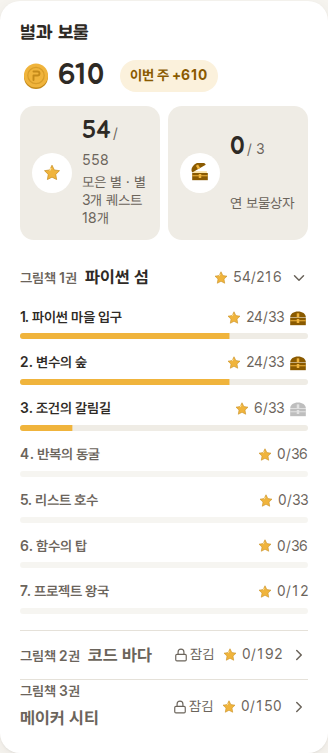 별과 보물
610 이번 주 +610
54 /
558
모은 별 · 별
3개 퀘스트
18개
0 / 3
연 보물상자
그림책 1권 파이썬 섬 54/216
1. 파이썬 마을 입구 24/33
2. 변수의 숲 24/33
3. 조건의 갈림길 6/33
4. 반복의 동굴 0/36
5. 리스트 호수 0/33
6. 함수의 탑 0/36
7. 프로젝트 왕국 0/12
그림책 2권 코드 바다 잠김 0/192
그림책 3권
메이커 시티 잠김 0/150